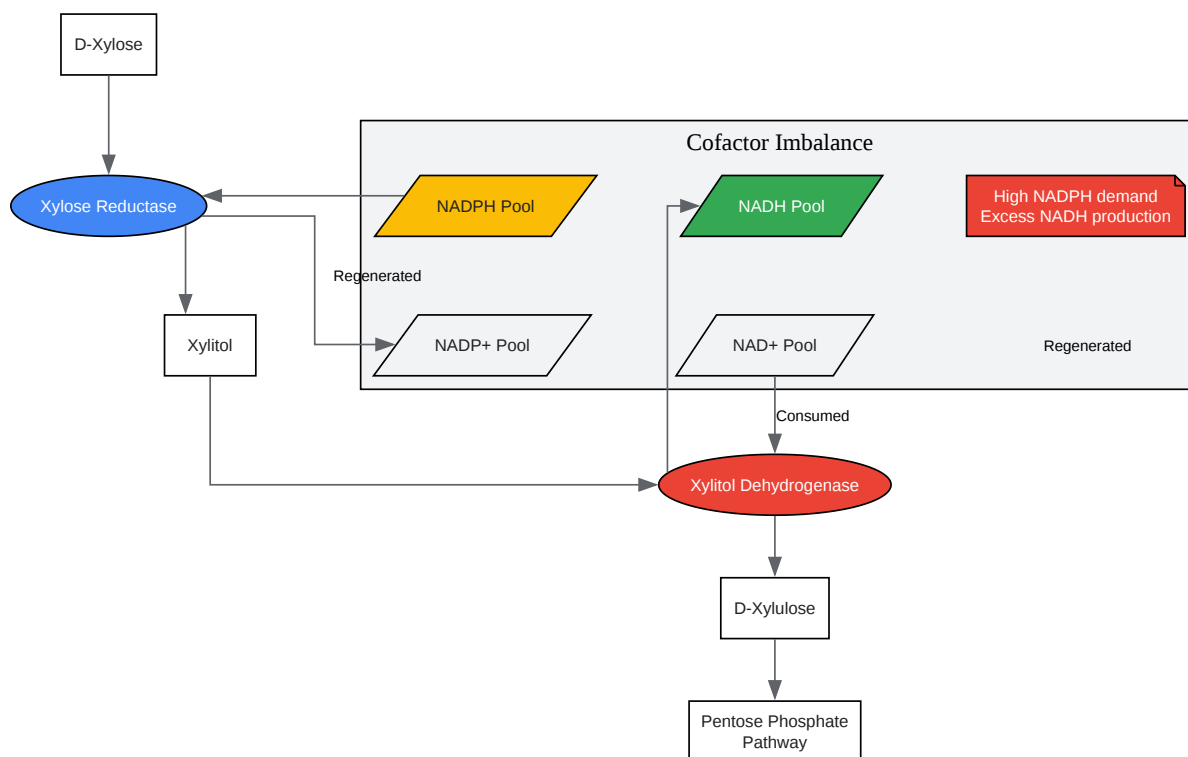 D-Xylose
Cofactor Imbalance
Xylose Reductase
NADPH Pool
NADH Pool
High NADPH demand
Excess NADH production
Regenerated
Xylitol
NADP+ Pool
NAD+ Pool
Regenerated
Consumed
Xylitol Dehydrogenase
D-Xylulose
Pentose Phosphate
Pathway